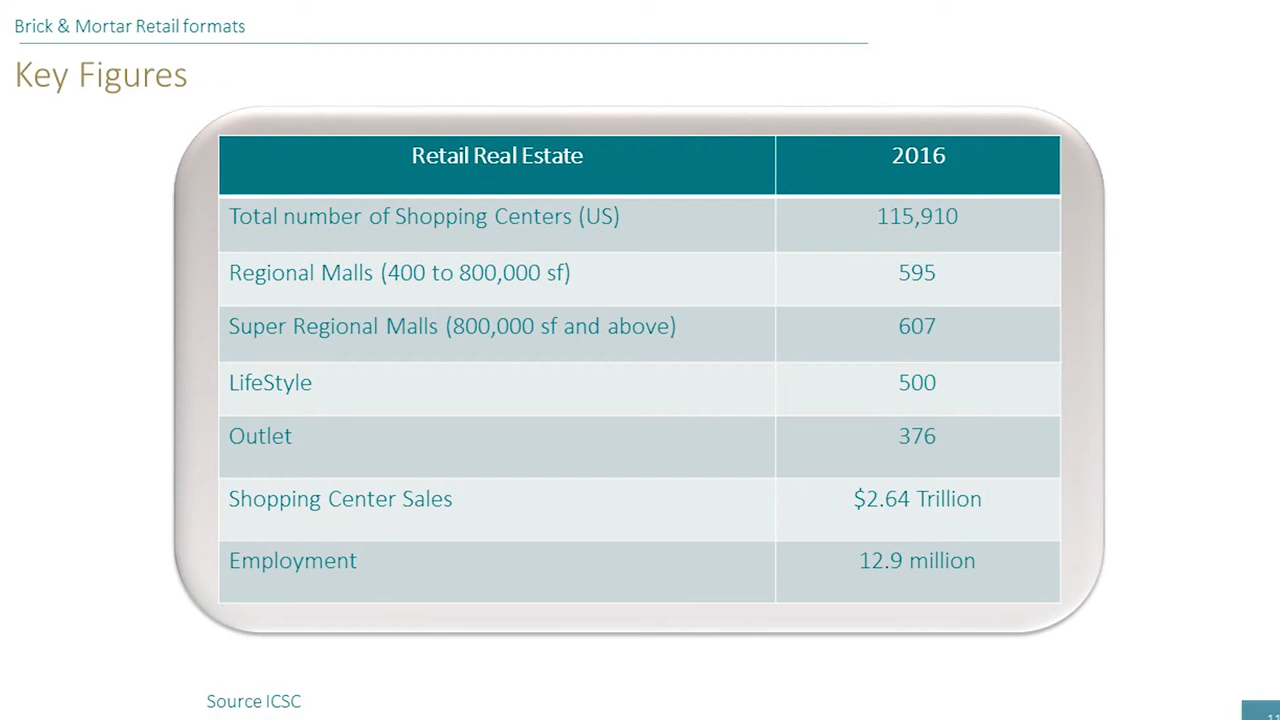 Brick & Mortar Retail formats
Key Figures
Retail Real Estate 2016
Total number of Shopping Centers (US) 115,910
Regional Malls (400 to 800,000 sf) 595
Super Regional Malls (800,000 sf and above) 607
LifeStyle 500
Outlet 376
Shopping Center Sales $2.64 Trillion
Employment 12.9 million
Source ICSC